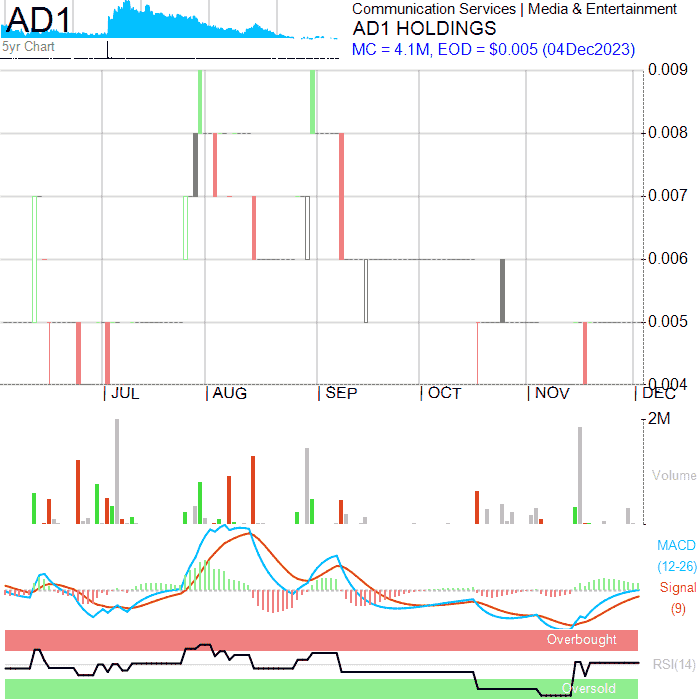 AD1
5yr Chart
Communication Services | Media & Entertainment
AD1 HOLDINGS
MC = 4.1M, EOD = $0.005 (04Dec2023)
0.009
0.008
0.007
0.006
0.005
0.004
JUL
AUG
SEP
OCT
NOV
DEC
2M
Volume
MACD
(12-26)
Signal
(9)
Overbought
RSI(14)
Oversold